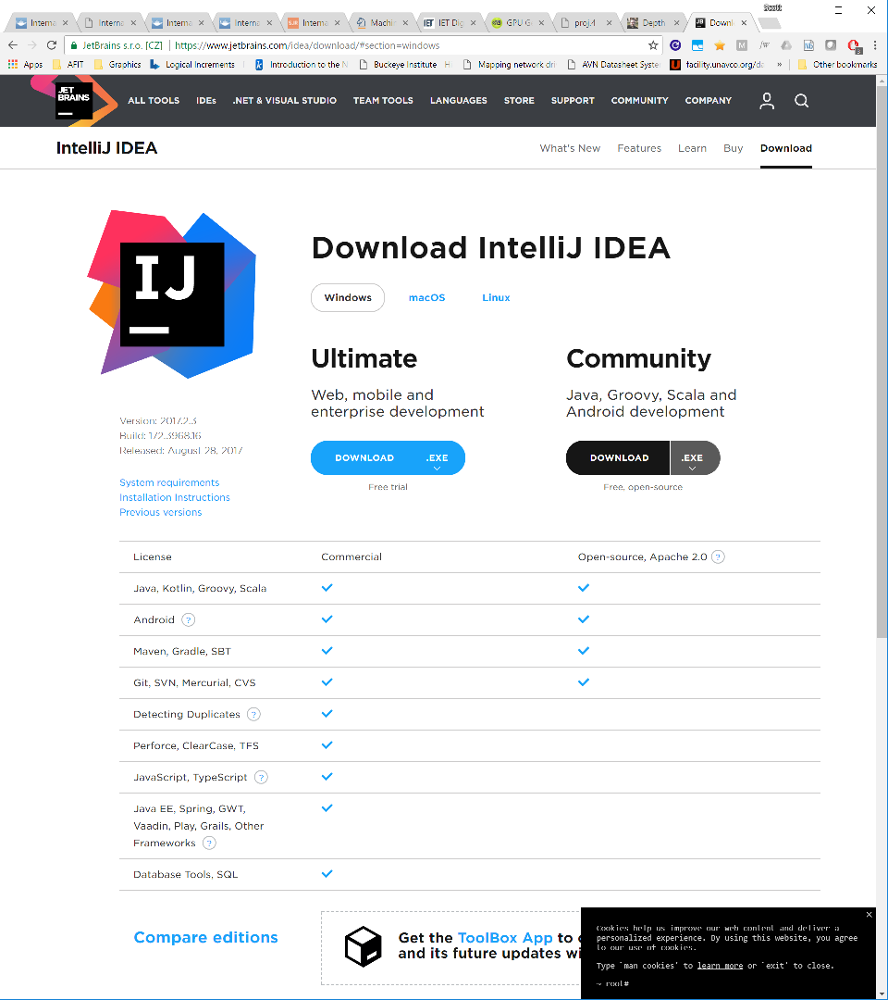 Scott
Interna
Interna
Interna
Interna
Interna
Machin
IET IET Dig
GPU G
proj.4
Depth
Downl
JetBrains s.r.o. [CZ] | https://www.jetbrains.com/idea/download/#section=windows
Apps AFIT Graphics Logical Increments Introduction to the N Buckeye Institute Hi Mapping network dri AVN Datasheet Syste facility.unavco.org/do » Other bookmarks
JET
BRAINS
ALL TOOLS IDEs .NET & VISUAL STUDIO TEAM TOOLS LANGUAGES STORE SUPPORT COMMUNITY COMPANY
IntelliJ IDEA What's New Features Learn Buy Download
IJ
Download IntelliJ IDEA
Windows macOS Linux
Ultimate
Web, mobile and
enterprise development
DOWNLOAD .EXE
Free trial
Community
Java, Groovy, Scala and
Android development
DOWNLOAD .EXE
Free, open-source
Version: 2017.2.3
Build: 172.3968.16
Released: August 28, 2017
System requirements
Installation Instructions
Previous versions
License Commercial Open-source, Apache 2.0 ?
Java, Kotlin, Groovy, Scala
Android ?
Maven, Gradle, SBT
Git, SVN, Mercurial, CVS
Detecting Duplicates ?
Perforce, ClearCase, TFS
JavaScript, TypeScript ?
Java EE, Spring, GWT,
Vaadin, Play, Grails, Other
Frameworks ?
Database Tools, SQL
Compare editions
Get the ToolBox App to
and its future updates wi
Cookies help us improve our web content and deliver a
personalized experience. By using this website, you agree
to our use of cookies.
Type `man cookies' to learn more or `exit' to close.
~ root#